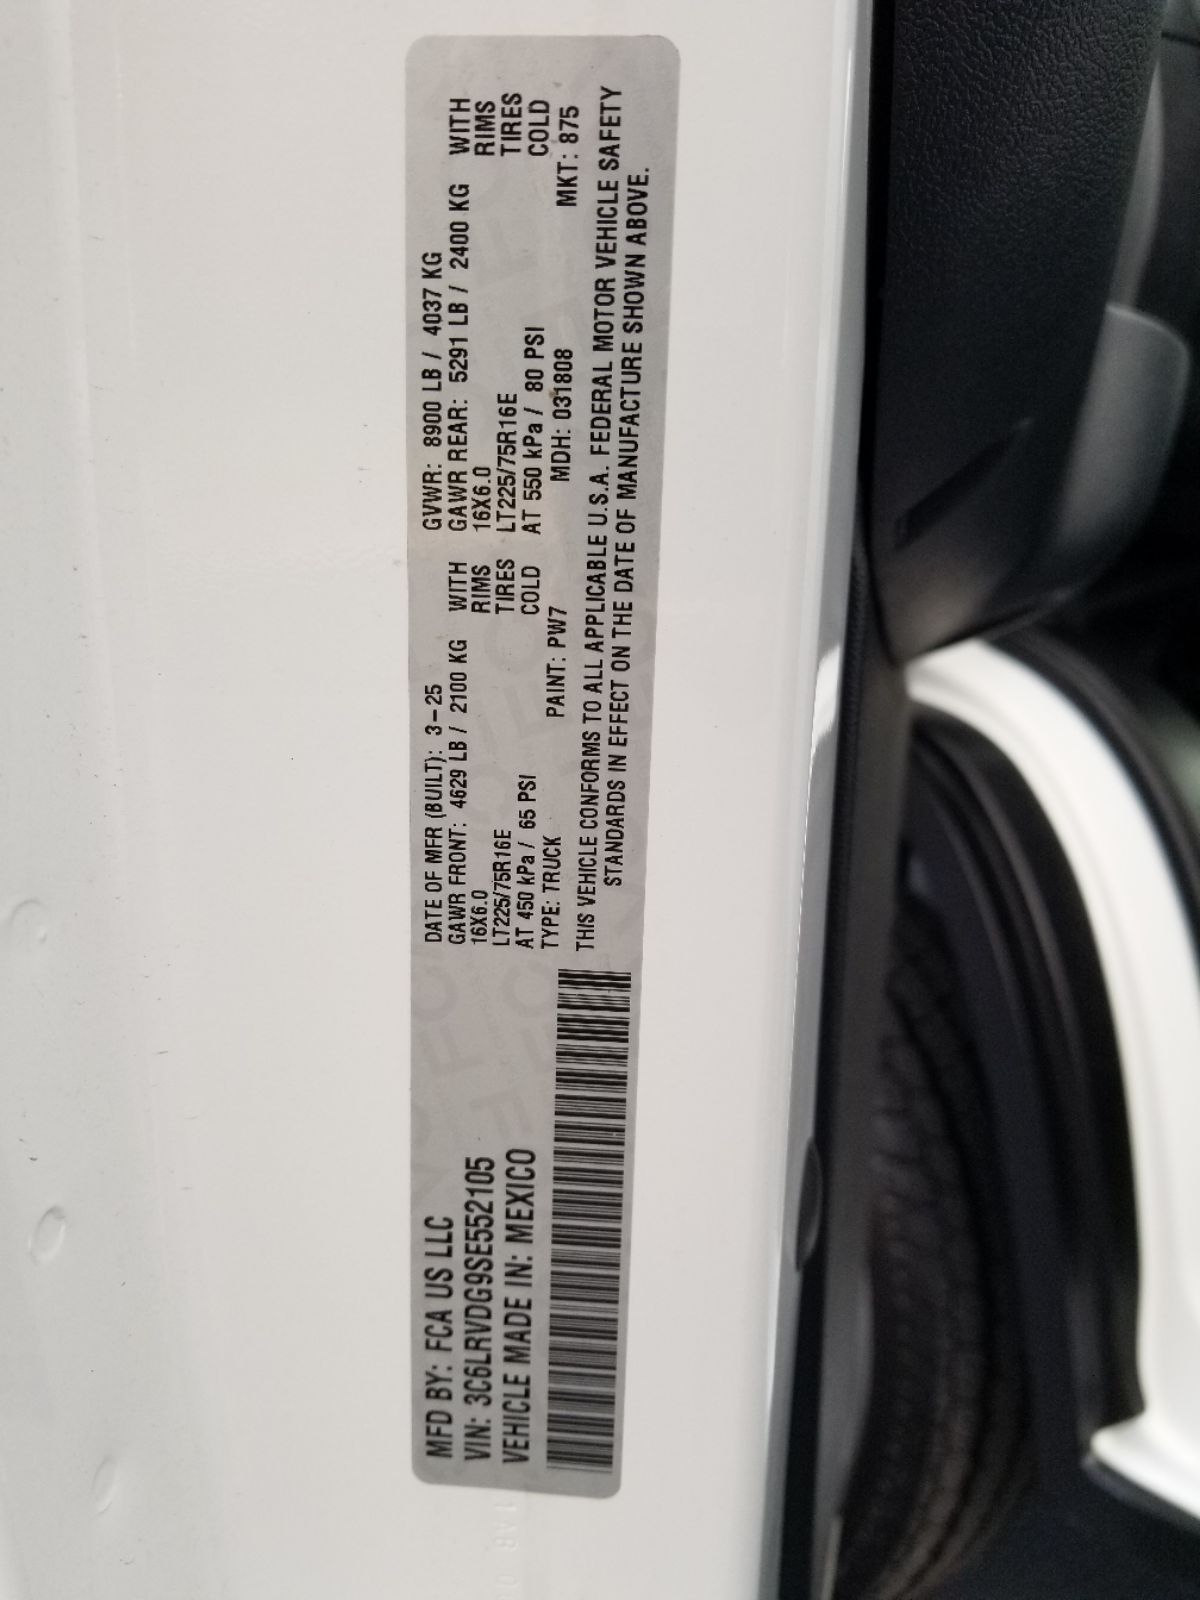 MFD BY: FCA US LLC
VIN: 3C6LRVDG9SE552105
VEHICLE MADE IN: MEXICO
DATE OF MFR (BUILT): 3-25 GVWR: 8900 LB / 4037 KG
GAWR FRONT: 4629 LB / 2100 KG WITH GAWR REAR: 5291 LB / 2400 KG WITH
16X6.0 RIMS 16X6.0 RIMS
LT225/75R16E TIRES LT225/75R16E TIRES
AT 450 kPa / 65 PSI COLD AT 550 kPa / 80 PSI COLD
TYPE: TRUCK PAINT: PW7 MDH: 031808 MKT: 875
THIS VEHICLE CONFORMS TO ALL APPLICABLE U.S.A. FEDERAL MOTOR VEHICLE SAFETY
STANDARDS IN EFFECT ON THE DATE OF MANUFACTURE SHOWN ABOVE.